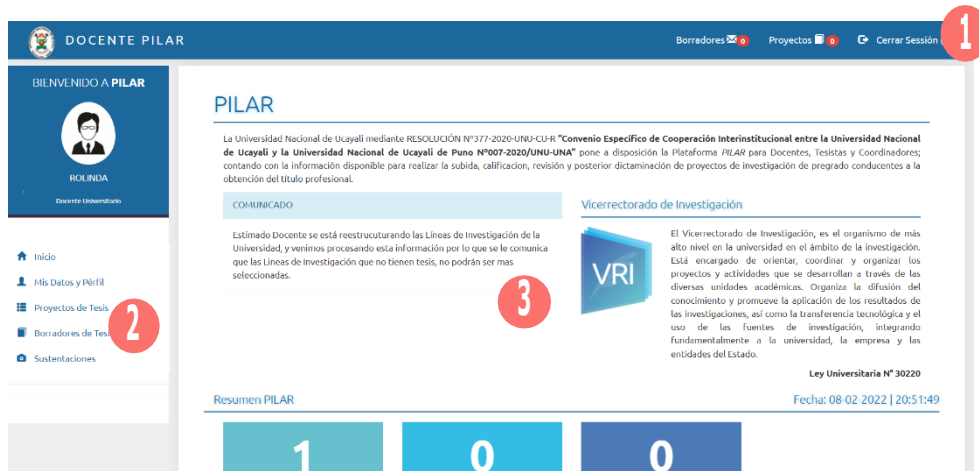 DOCENTE PILAR
Borradores 0 Proyectos 0 Cerrar Sessión
1
BIENVENIDO A PILAR
ROLINDA
Docente Universitario
Inicio
Mis Datos y Pérfil
Proyectos de Tesis
Borradores de Tesi
2
Sustentaciones
PILAR
La Universidad Nacional de Ucayali mediante RESOLUCIÓN Nº377-2020-UNU-CU-R "Convenio Específico de Cooperación Interinstitucional entre la Universidad Nacional
de Ucayali y la Universidad Nacional de Ucayali de Puno Nº007-2020/UNU-UNA" pone a disposición la Plataforma PILAR para Docentes, Tesistas y Coordinadores;
contando con la información disponible para realizar la subida, calificacion, revisión y posterior dictaminación de proyectos de investigación de pregrado conducentes a la
obtención del título profesional.
COMUNICADO
Estimado Docente se está reestrucuturando las Líneas de Investigación de la
Universidad, y venimos procesando esta información por lo que se le comunica
que las Líneas de Investigación que no tienen tesis, no podrán ser mas
seleccionadas.
3
Vicerrectorado de Investigación
VRI
El Vicerrectorado de Investigación, es el organismo de más
alto nivel en la universidad en el ámbito de la investigación.
Está encargado de orientar, coordinar y organizar los
proyectos y actividades que se desarrollan a través de las
diversas unidades académicas. Organiza la difusión del
conocimiento y promueve la aplicación de los resultados de
las investigaciones, así como la transferencia tecnológica y el
uso de las fuentes de investigación, integrando
fundamentalmente a la universidad, la empresa y las
entidades del Estado.
Ley Universitaria N° 30220
Resumen PILAR
Fecha: 08-02-2022 | 20:51:49
1 0 0